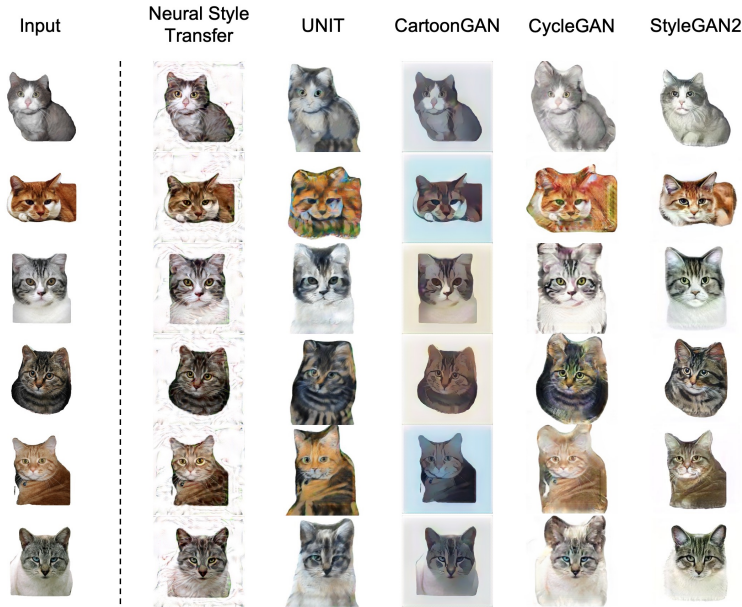 Input
Neural Style
Transfer
UNIT
CartoonGAN
CycleGAN
StyleGAN2